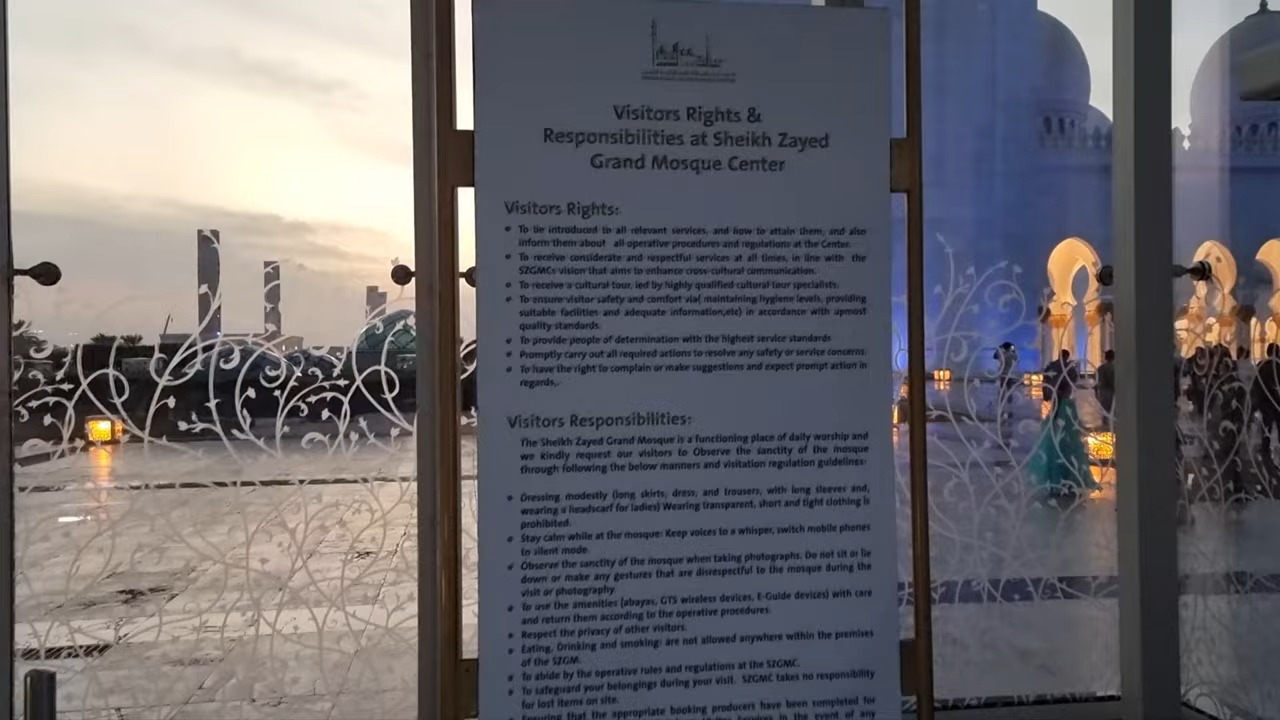 Visitors Rights &
Responsibilities at Sheikh Zayed
Grand Mosque Center
Visitors Rights:
To be introduced to all relevant services, and how to attain them, and also
inform them about all operative procedures and regulations at the Center.
To receive considerate and respectful services at all times, in line with the
SZGMCs vision that aims to enhance cross-cultural communication.
To receive a cultural tour, led by highly qualified cultural tour specialists.
To ensure visitor safety and comfort via( maintaining hygiene levels, providing
suitable facilities and adequate information,etc) in accordance with upmost
quality standards.
To provide people of determination with the highest service standards
Promptly carry out all required actions to resolve any safety or service concerns.
To have the right to complain or make suggestions and expect prompt action in
regards,.
Visitors Responsibilities:
The Sheikh Zayed Grand Mosque is a functioning place of daily worship and
we kindly request our visitors to Observe the sanctity of the mosque
through following the below manners and visitation regulation guidelines:
Dressing modestly (long skirts, dress, and trousers, with long sleeves and,
wearing a headscarf for ladies) Wearing transparent, short and tight clothing is
prohibited.
Stay calm while at the mosque: Keep voices to a whisper, switch mobile phones
to silent mode.
Observe the sanctity of the mosque when taking photographs. Do not sit or lie
down or make any gestures that are disrespectful to the mosque during the
visit or photography.
To use the amenities (abayas, GTS wireless devices, E-Guide devices) with care
and return them according to the operative procedures.
Respect the privacy of other visitors.
Eating, Drinking and smoking: are not allowed anywhere within the premises
of the SZGM.
To abide by the operative rules and regulations at the SZGMC.
To safeguard your belongings during your visit. SZGMC takes no responsibility
for lost items on site.
Ensuring that the appropriate booking producers have been completed for
in the event of any